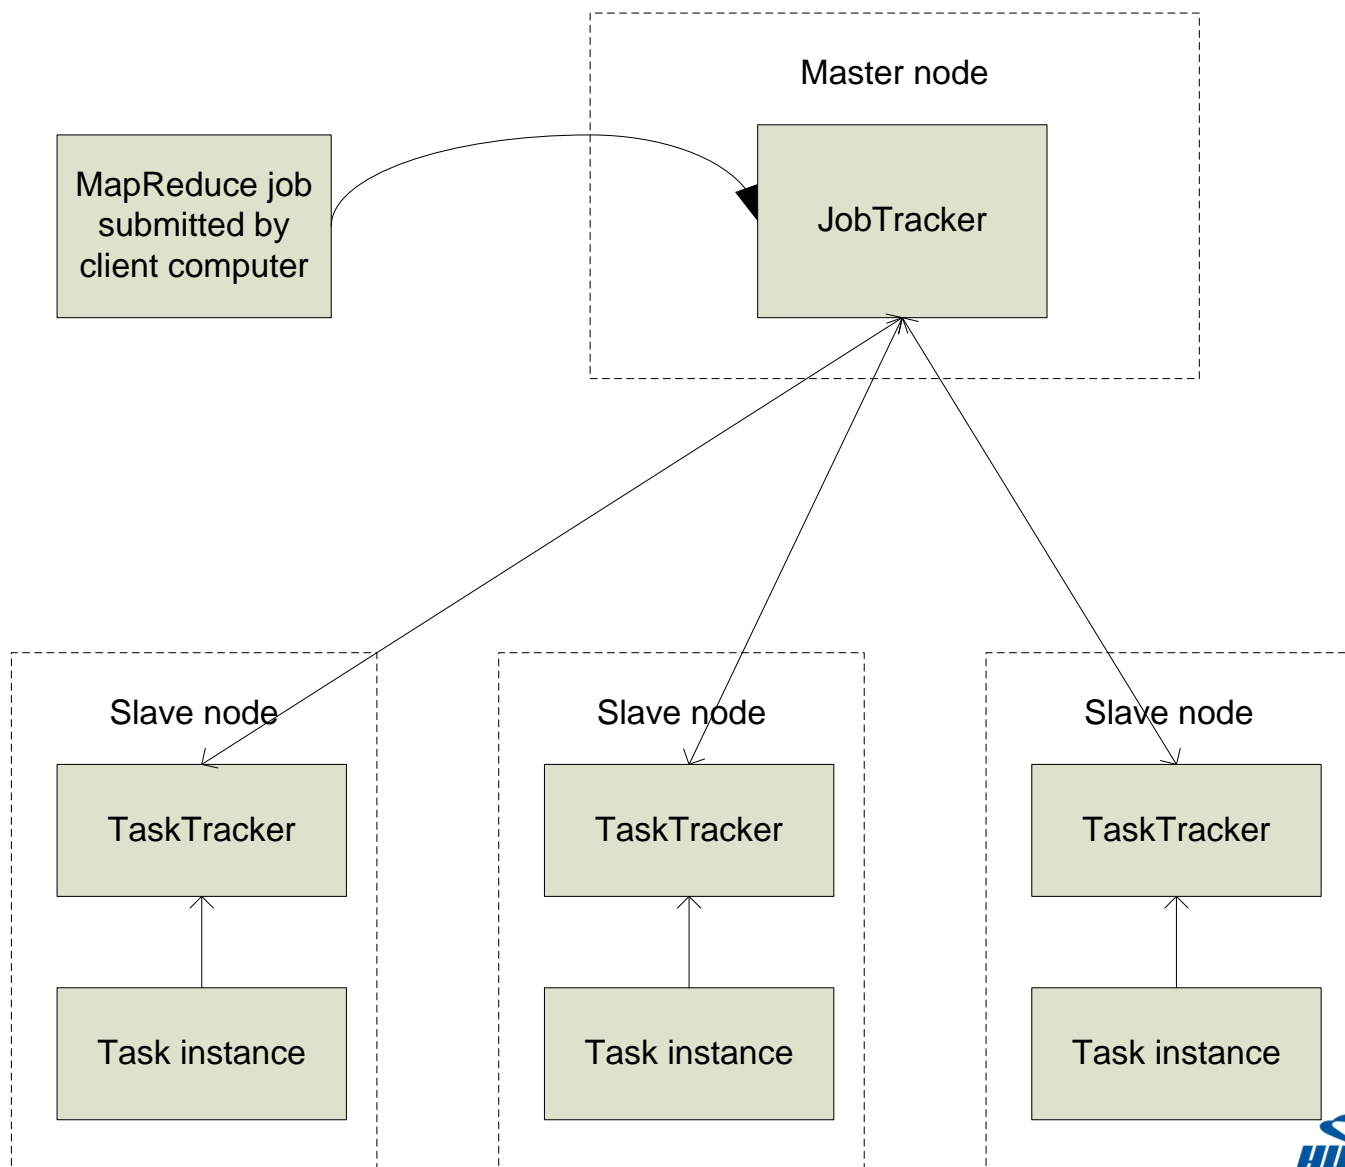 Master node
MapReduce job
submitted by
client computer
JobTracker
Slave node
Slave node
Slave node
TaskTracker
TaskTracker
TaskTracker
Task instance
Task instance
Task instance